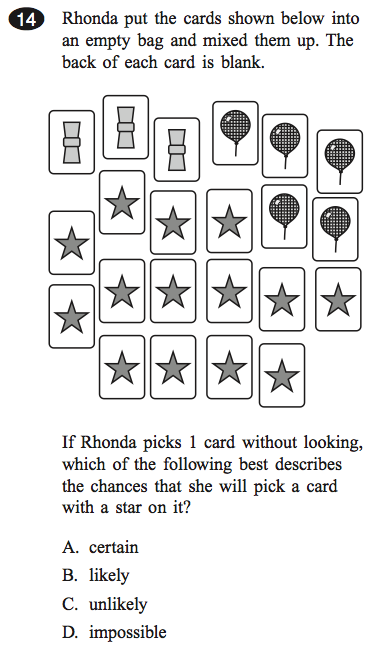 14 Rhonda put the cards shown below into
an empty bag and mixed them up. The
back of each card is blank.
If Rhonda picks 1 card without looking,
which of the following best describes
the chances that she will pick a card
with a star on it?
A. certain
B. likely
C. unlikely
D. impossible